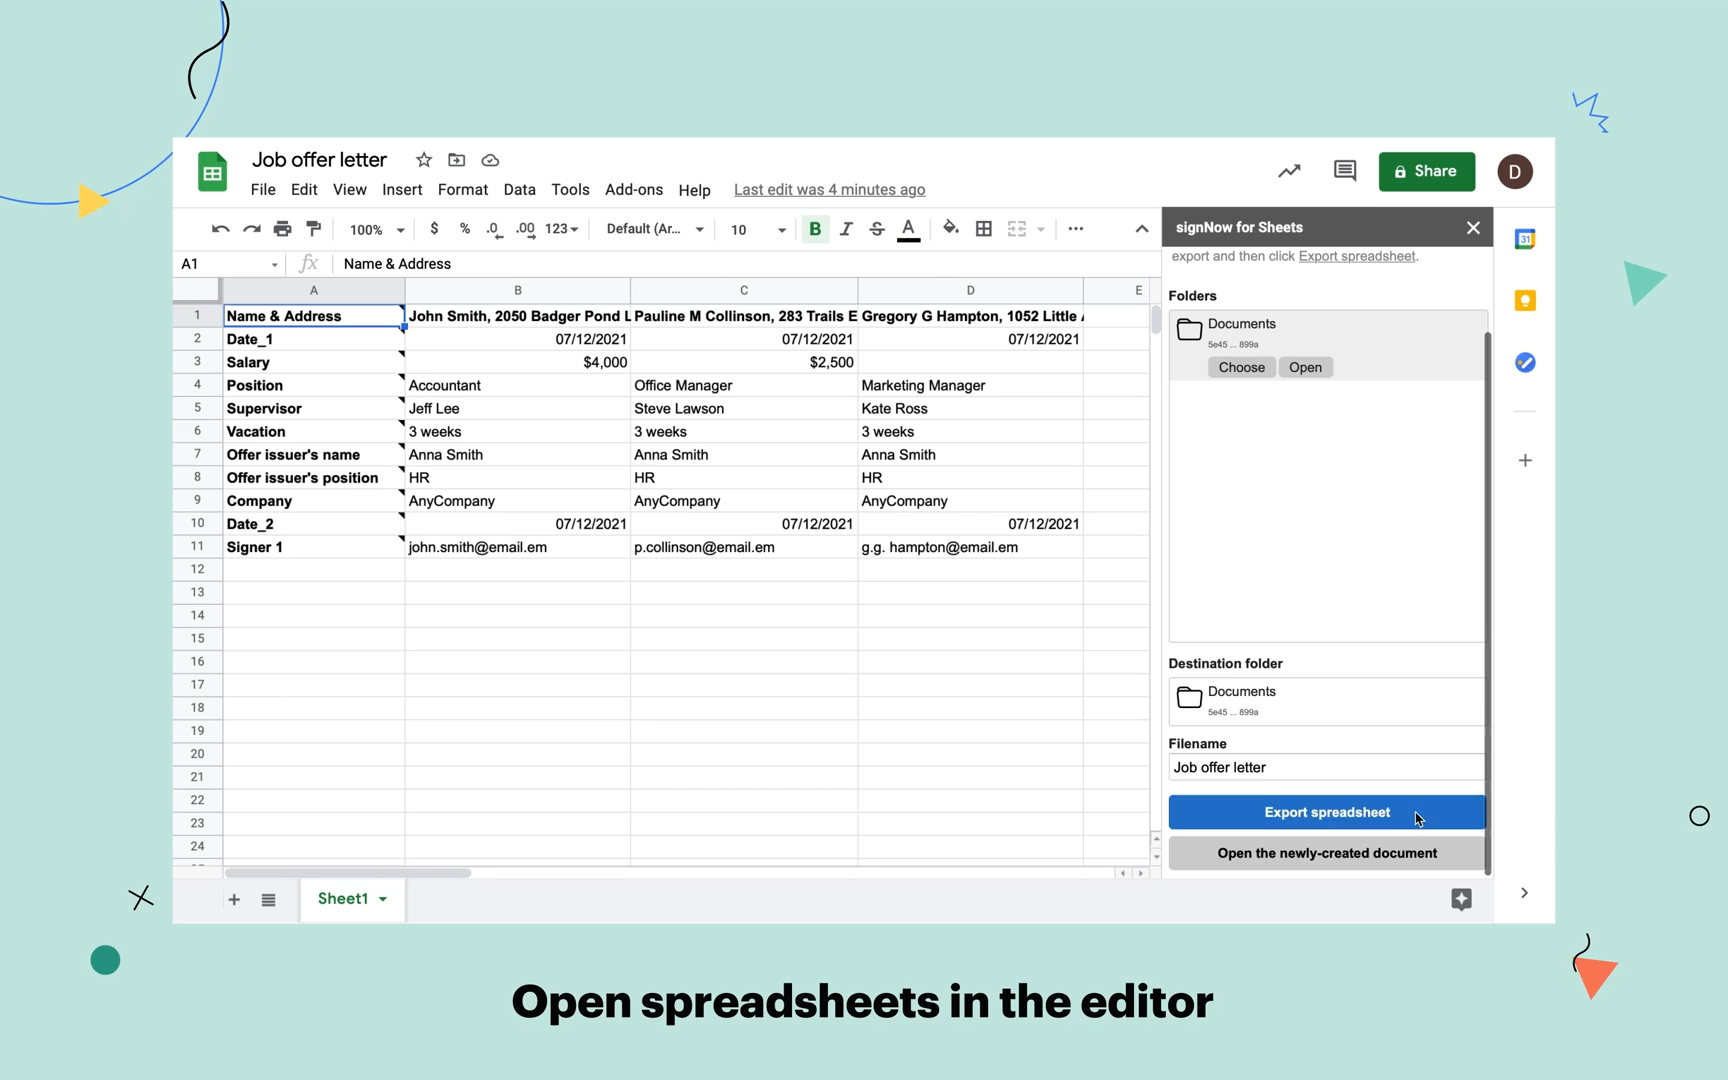 Job offer letter
File Edit View Insert Format Data Tools Add-ons Help Last edit was 4 minutes ago
Share
D
100% $ % .0 .00 123 Default (Ar... 10 B I S A
signNow for Sheets
A1 fx Name & Address
export and then click Export spreadsheet.
A B C D E
1 Name & Address John Smith, 2050 Badger Pond L Pauline M Collinson, 283 Trails E Gregory G Hampton, 1052 Little
2 Date_1 07/12/2021 07/12/2021 07/12/2021
3 Salary $4,000 $2,500
4 Position Accountant Office Manager Marketing Manager
5 Supervisor Jeff Lee Steve Lawson Kate Ross
6 Vacation 3 weeks 3 weeks 3 weeks
7 Offer issuer's name Anna Smith Anna Smith Anna Smith
8 Offer issuer's position HR HR HR
9 Company AnyCompany AnyCompany AnyCompany
10 Date_2 07/12/2021 07/12/2021 07/12/2021
11 Signer 1 john.smith@email.em p.collinson@email.em g.g. hampton@email.em
12
13
14
15
16
17
18
19
20
21
22
23
24
Sheet1
Folders
Documents
5e45 ... 899a
Choose Open
Destination folder
Documents
5e45 ... 899a
Filename
Job offer letter
Export spreadsheet
Open the newly-created document
31
Open spreadsheets in the editor